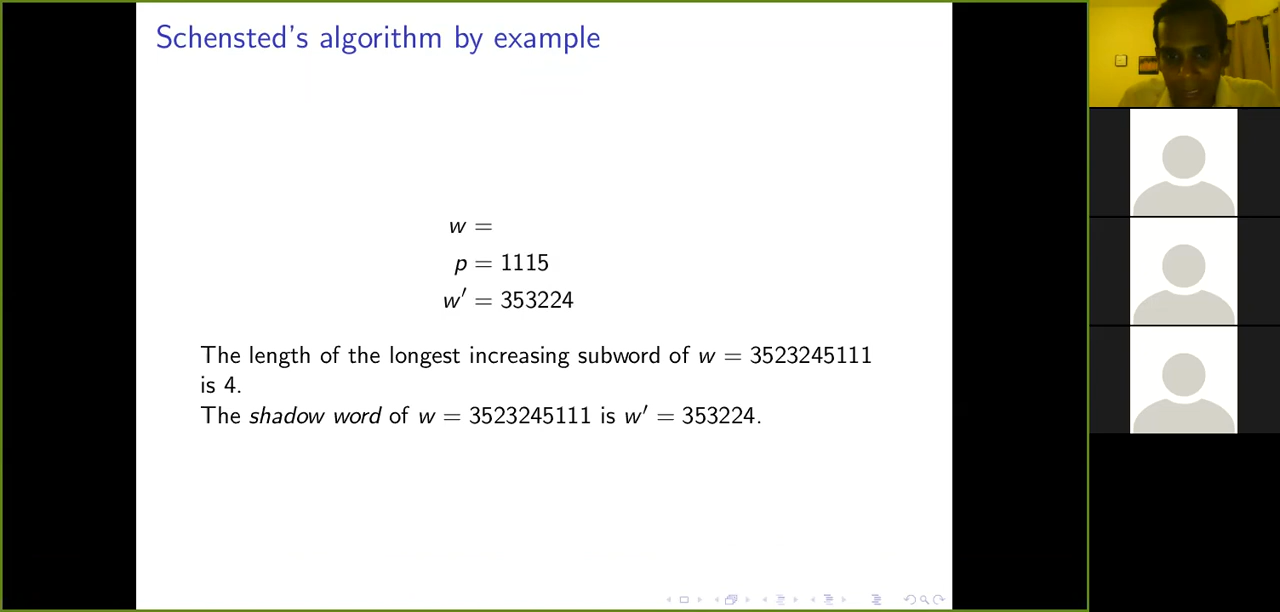 Schensted's algorithm by example
w =
p = 1115
w′ = 353224
The length of the longest increasing subword of w = 3523245111
is 4.
The shadow word of w = 3523245111 is w′ = 353224.